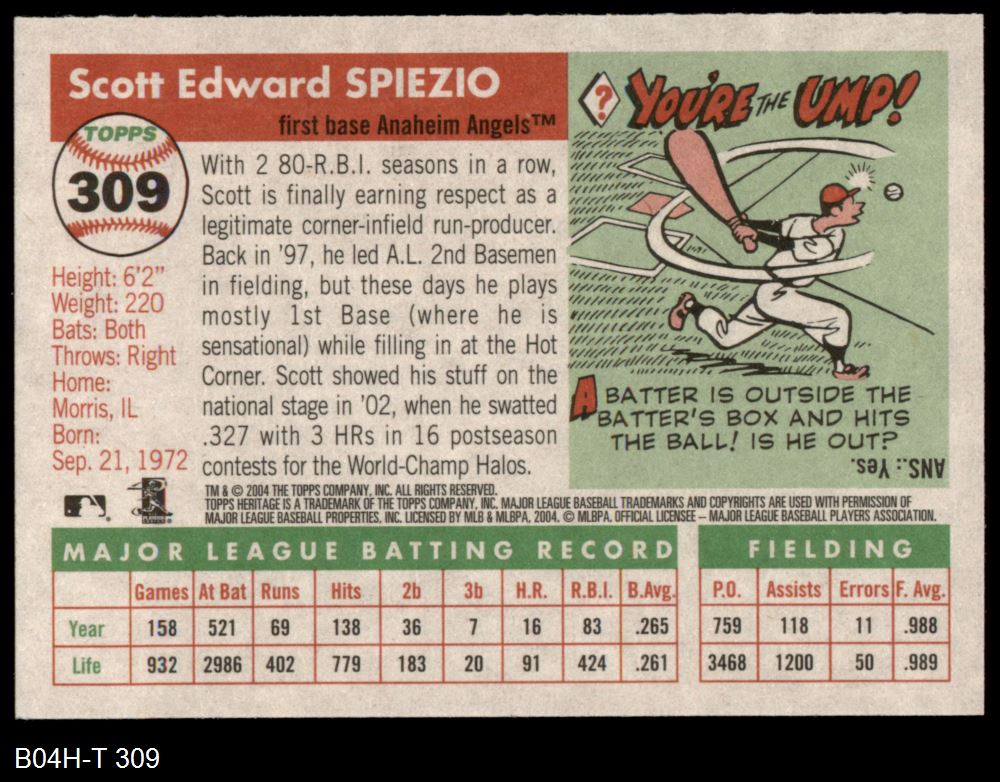 Scott Edward SPIEZIO
first base Anaheim Angels™
TOPPS
309
Height: 6'2"
Weight: 220
Bats: Both
Throws: Right
Home:
Morris, IL
Born:
Sep. 21, 1972
With 2 80-R.B.I. seasons in a row,
Scott is finally earning respect as a
legitimate corner-infield run-producer.
Back in '97, he led A.L. 2nd Basemen
in fielding, but these days he plays
mostly 1st Base (where he is
sensational) while filling in at the Hot
Corner. Scott showed his stuff on the
national stage in '02, when he swatted
.327 with 3 HRs in 16 postseason
contests for the World-Champ Halos.
? YOU'RE THE UMP!
A BATTER IS OUTSIDE THE
BATTER'S BOX AND HITS
THE BALL! IS HE OUT?
ANS.: Yes.
TM & © 2004 THE TOPPS COMPANY, INC. ALL RIGHTS RESERVED.
TOPPS HERITAGE IS A TRADEMARK OF THE TOPPS COMPANY, INC. MAJOR LEAGUE BASEBALL TRADEMARKS AND COPYRIGHTS ARE USED WITH PERMISSION OF
MAJOR LEAGUE BASEBALL PROPERTIES, INC. LICENSED BY MLB & MLBPA, 2004. © MLBPA. OFFICIAL LICENSEE – MAJOR LEAGUE BASEBALL PLAYERS ASSOCIATION.
MAJOR LEAGUE BATTING RECORD FIELDING
Games At Bat Runs Hits 2b 3b H.R. R.B.I. B.Avg. P.O. Assists Errors F. Avg.
Year 158 521 69 138 36 7 16 83 .265 759 118 11 .988
Life 932 2986 402 779 183 20 91 424 .261 3468 1200 50 .989
B04H-T 309